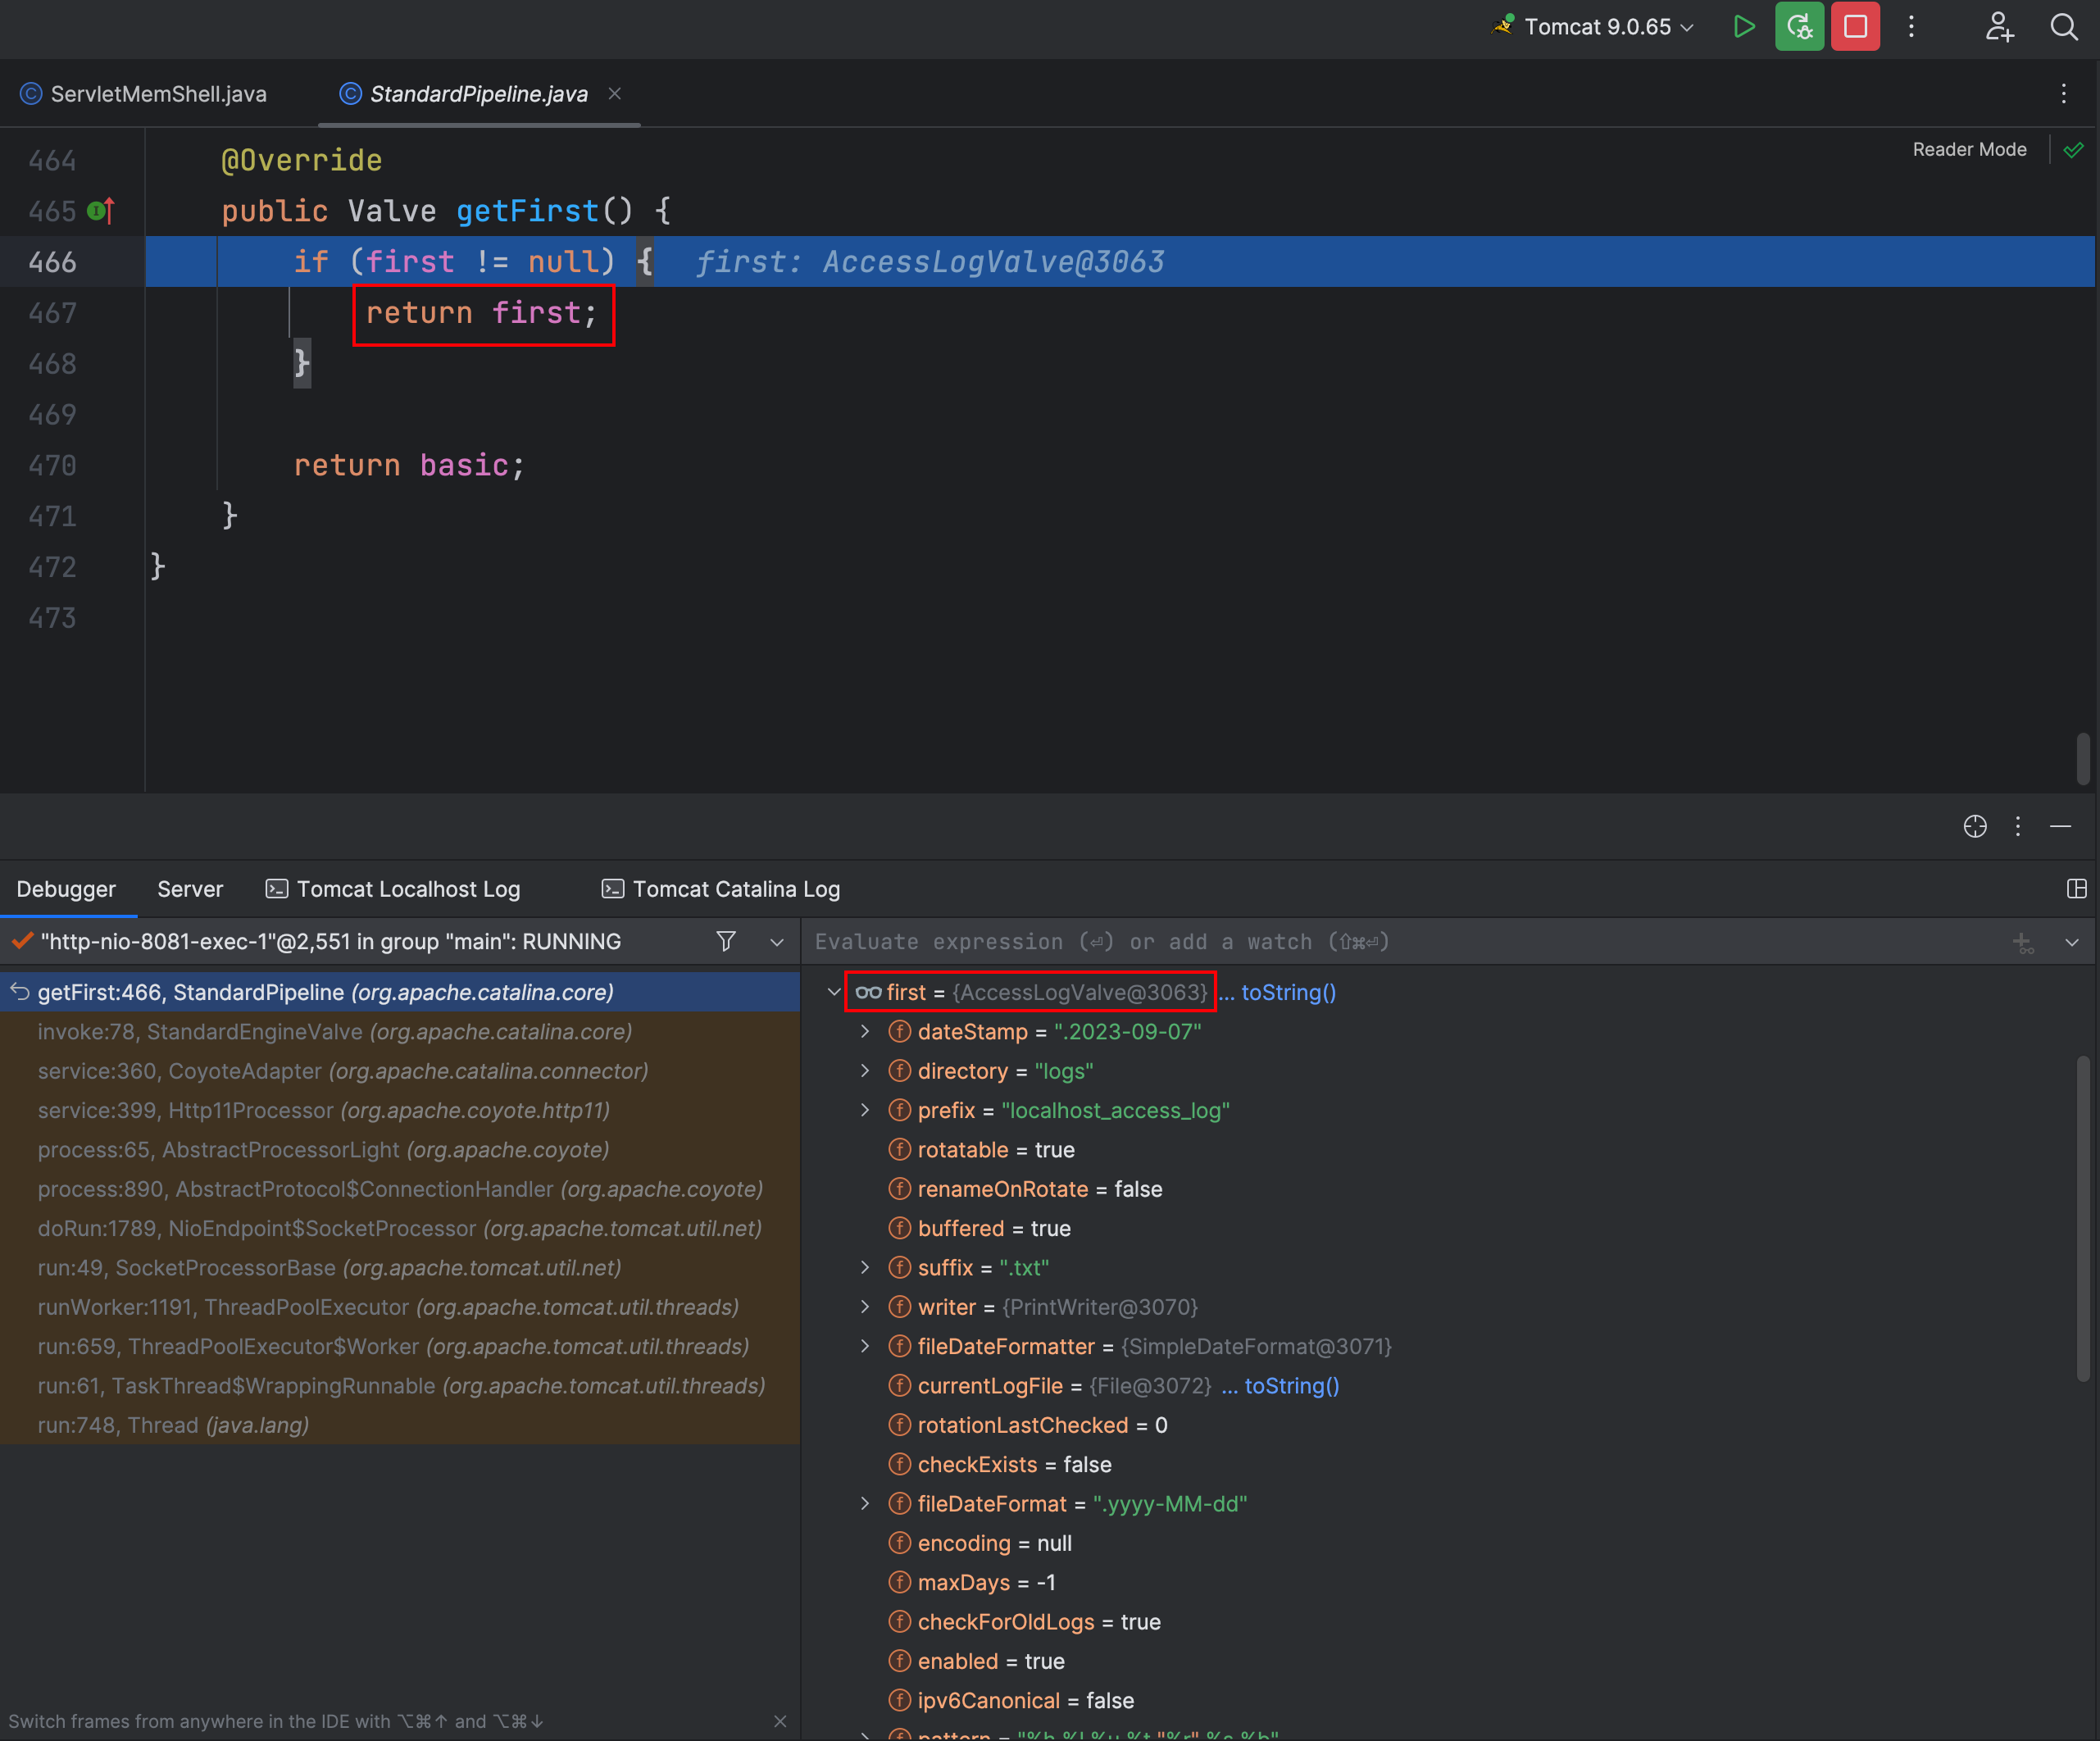 Tomcat 9.0.65
ServletMemShell.java
StandardPipeline.java
Reader Mode
464 @Override
465 public Valve getFirst() {
466 if (first != null) { first: AccessLogValve@3063
467 return first;
468 }
469
470 return basic;
471 }
472 }
473
Debugger Server Tomcat Localhost Log Tomcat Catalina Log
"http-nio-8081-exec-1"@2,551 in group "main": RUNNING
getFirst:466, StandardPipeline (org.apache.catalina.core)
invoke:78, StandardEngineValve (org.apache.catalina.core)
service:360, CoyoteAdapter (org.apache.catalina.connector)
service:399, Http11Processor (org.apache.coyote.http11)
process:65, AbstractProcessorLight (org.apache.coyote)
process:890, AbstractProtocol$ConnectionHandler (org.apache.coyote)
doRun:1789, NioEndpoint$SocketProcessor (org.apache.tomcat.util.net)
run:49, SocketProcessorBase (org.apache.tomcat.util.net)
runWorker:1191, ThreadPoolExecutor (org.apache.tomcat.util.threads)
run:659, ThreadPoolExecutor$Worker (org.apache.tomcat.util.threads)
run:61, TaskThread$WrappingRunnable (org.apache.tomcat.util.threads)
run:748, Thread (java.lang)
Switch frames from anywhere in the IDE with ⌥⌘↑ and ⌥⌘↓
Evaluate expression (⏎) or add a watch (⇧⌘⏎)
first = {AccessLogValve@3063} ... toString()
dateStamp = ".2023-09-07"
directory = "logs"
prefix = "localhost_access_log"
rotatable = true
renameOnRotate = false
buffered = true
suffix = ".txt"
writer = {PrintWriter@3070}
fileDateFormatter = {SimpleDateFormat@3071}
currentLogFile = {File@3072} ... toString()
rotationLastChecked = 0
checkExists = false
fileDateFormat = ".yyyy-MM-dd"
encoding = null
maxDays = -1
checkForOldLogs = true
enabled = true
ipv6Canonical = false
pattern = "%h %l %u %t "%r" %s %b"